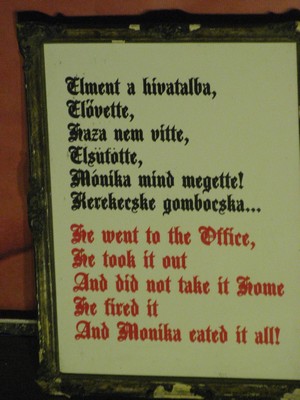 Elment a hivatalba,
Elővette,
Haza nem vitte,
Elsütötte,
Mónika mind megette!
Kerekecske gombocska...
He went to the Office,
He took it out
And did not take it Home
He fired it
And Monika eated it all!